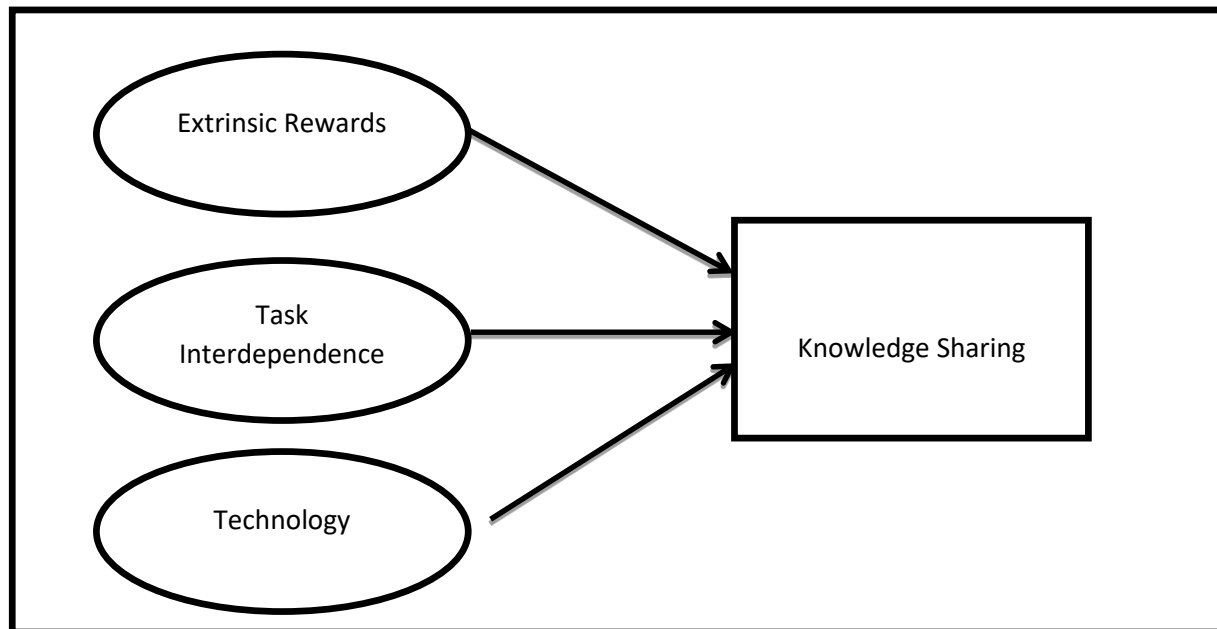 Extrinsic Rewards
Task
Interdependence
Knowledge Sharing
Technology